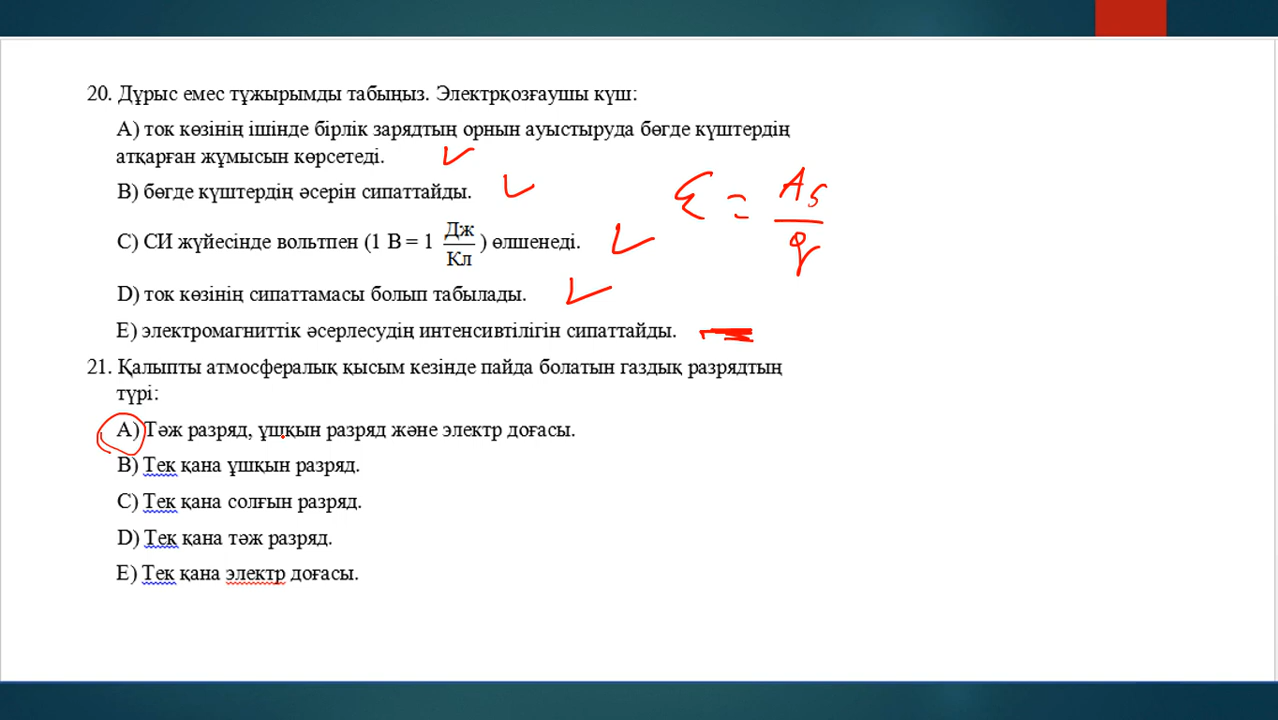 20. Дұрыс емес тұжырымды табыңыз. Электрқозғаушы күш:
A) ток көзінің ішінде бірлік зарядтың орнын ауыстыруда бөгде күштердің
атқарған жұмысын көрсетеді.
B) бөгде күштердің әсерін сипаттайды.
C) СИ жүйесінде вольтпен (1 В = 1 Дж/Кл) өлшенеді.
ℰ = Aδ/q
D) ток көзінің сипаттамасы болып табылады.
E) электромагниттік әсерлесудің интенсивтілігін сипаттайды.
21. Қалыпты атмосфералық қысым кезінде пайда болатын газдық разрядтың
түрі:
A) Тәж разряд, ұшқын разряд және электр доғасы.
B) Тек қана ұшқын разряд.
C) Тек қана солғын разряд.
D) Тек қана тәж разряд.
E) Тек қана электр доғасы.